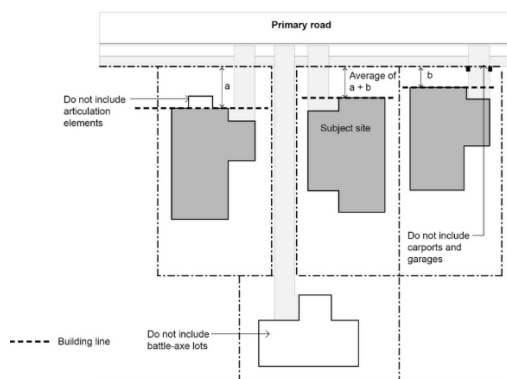 Primary road
a
Average of
a + b
b
Do not include
articulation
elements
Subject site
Do not include
carports and
garages
Do not include
battle-axe lots
Building line